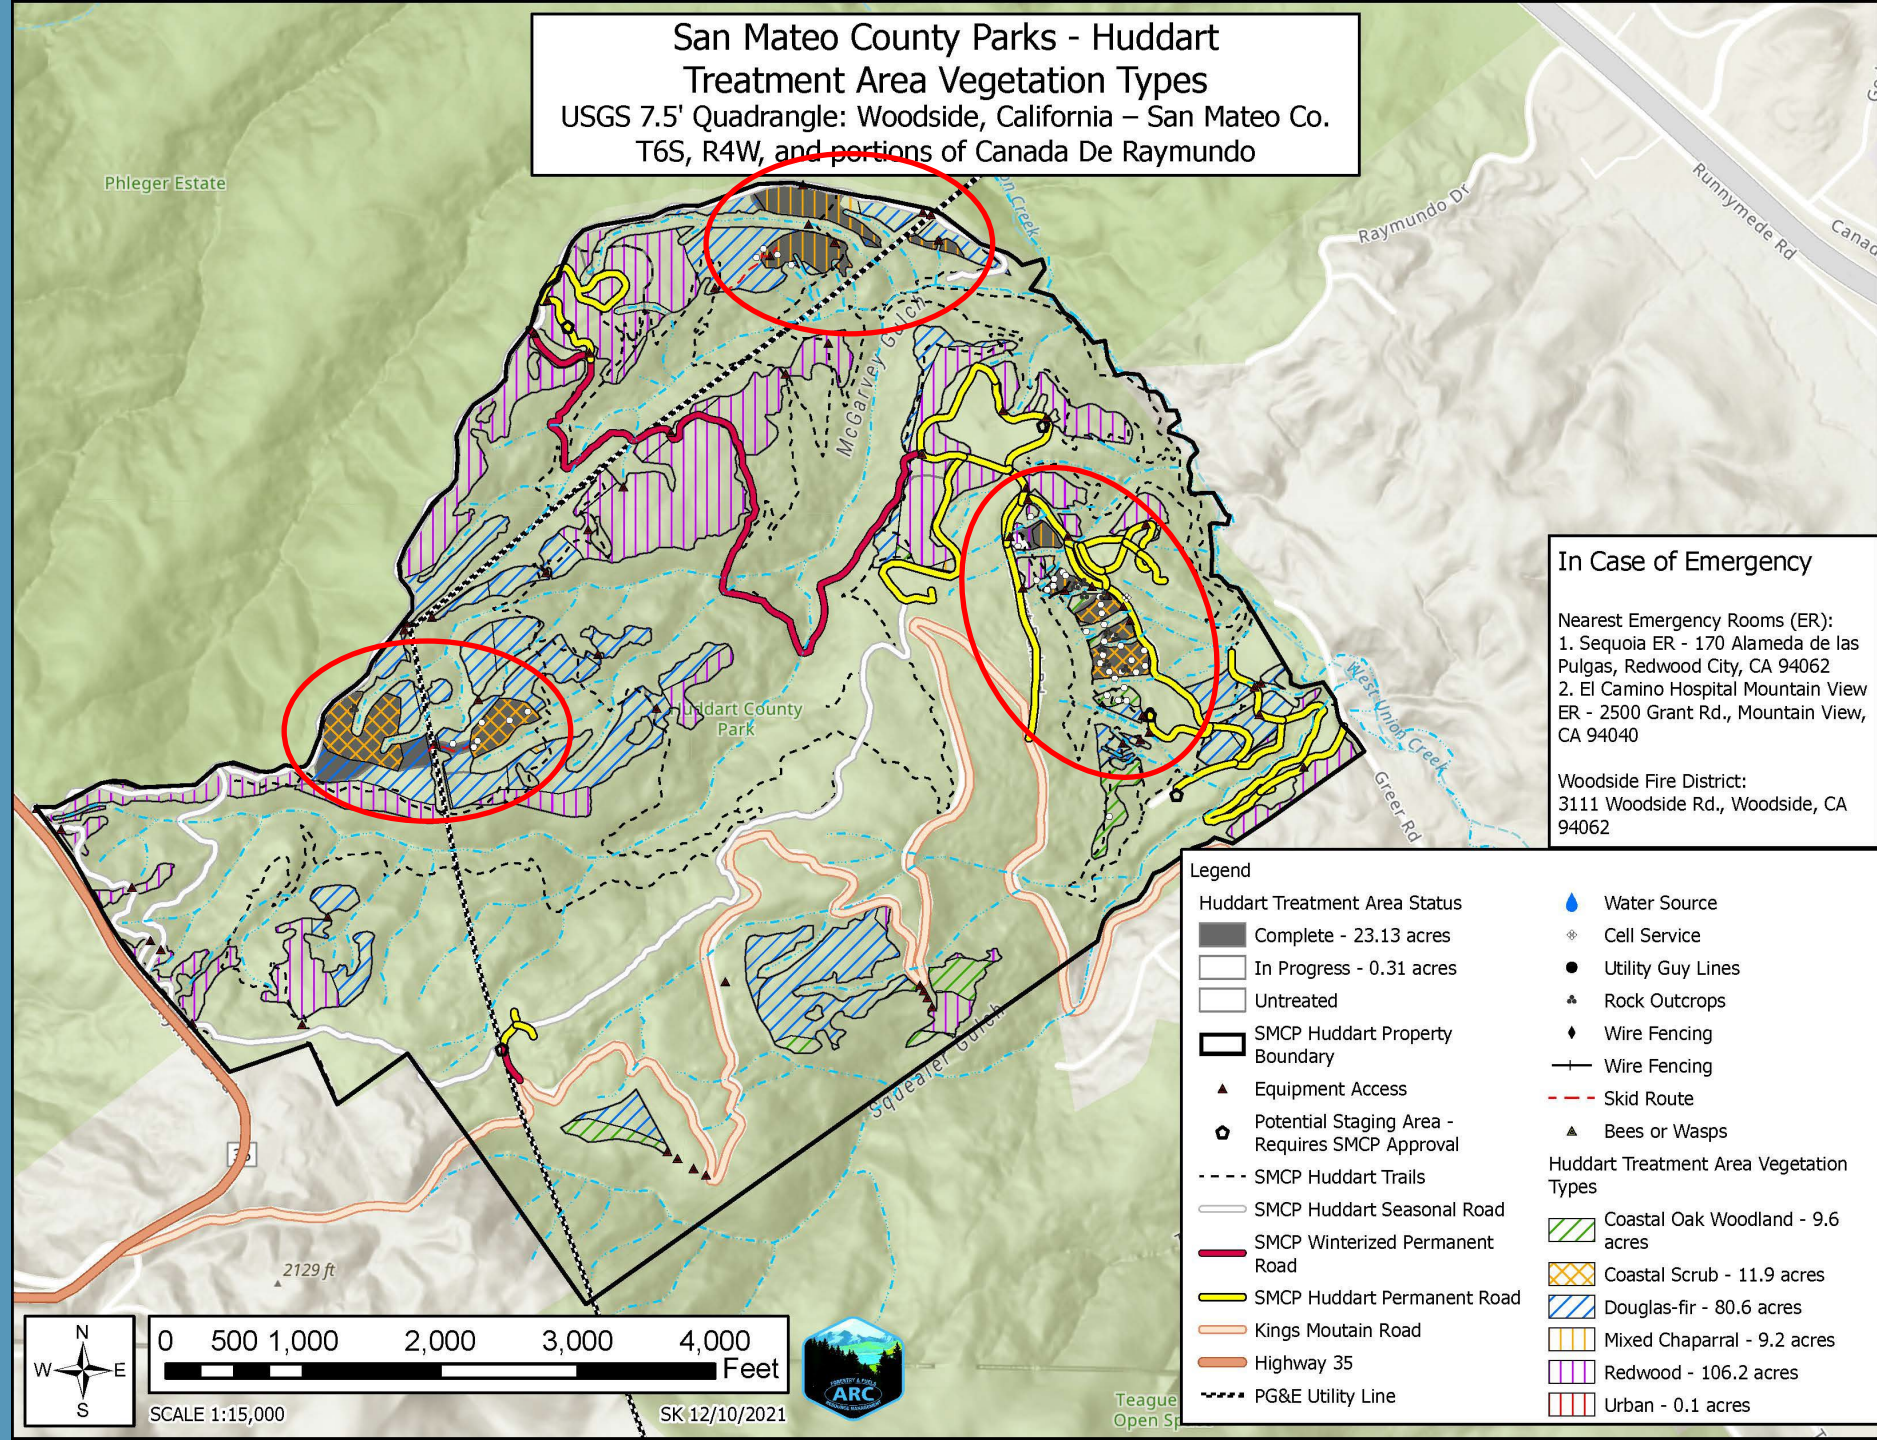 San Mateo County Parks - Huddart
Treatment Area Vegetation Types
USGS 7.5' Quadrangle: Woodside, California – San Mateo Co.
T6S, R4W, and portions of Canada De Raymundo
Phleger Estate
Raymundo Dr
Runnymede Rd
Canad
Creek
McGarvey Gulch
Huddart County
Park
West Union Creek
Greer Rd
Squealer Gulch
2129 ft
35
Teague
Open Sp
In Case of Emergency
Nearest Emergency Rooms (ER):
1. Sequoia ER - 170 Alameda de las
Pulgas, Redwood City, CA 94062
2. El Camino Hospital Mountain View
ER - 2500 Grant Rd., Mountain View,
CA 94040
Woodside Fire District:
3111 Woodside Rd., Woodside, CA
94062
Legend
Huddart Treatment Area Status
Complete - 23.13 acres
In Progress - 0.31 acres
Untreated
SMCP Huddart Property
Boundary
Equipment Access
Potential Staging Area -
Requires SMCP Approval
SMCP Huddart Trails
SMCP Huddart Seasonal Road
SMCP Winterized Permanent
Road
SMCP Huddart Permanent Road
Kings Moutain Road
Highway 35
PG&E Utility Line
Water Source
Cell Service
Utility Guy Lines
Rock Outcrops
Wire Fencing
Wire Fencing
Skid Route
Bees or Wasps
Huddart Treatment Area Vegetation
Types
Coastal Oak Woodland - 9.6
acres
Coastal Scrub - 11.9 acres
Douglas-fir - 80.6 acres
Mixed Chaparral - 9.2 acres
Redwood - 106.2 acres
Urban - 0.1 acres
N
W E
S
0 500 1,000 2,000 3,000 4,000
Feet
SCALE 1:15,000
SK 12/10/2021
FORESTRY & FUELS
ARC
RESOURCE MANAGEMENT